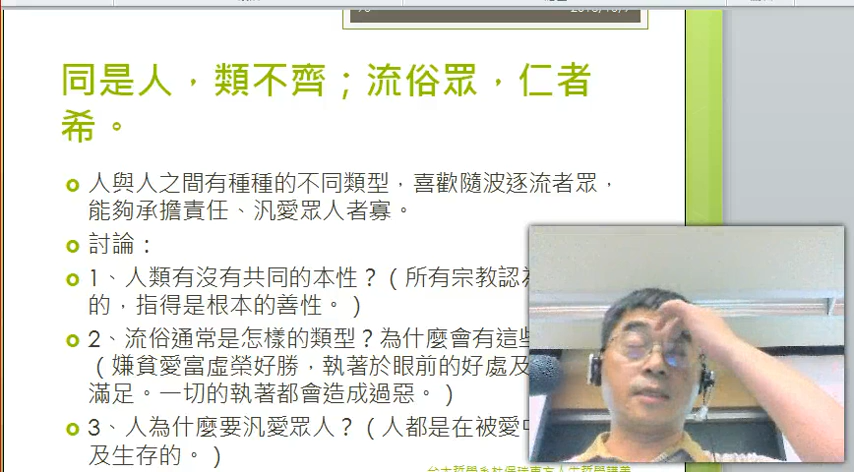 同是人，類不齊；流俗眾，仁者
希。
人與人之間有種種的不同類型，喜歡隨波逐流者眾，
能夠承擔責任、汎愛眾人者寡。
討論：
1、人類有沒有共同的本性？（所有宗教認為
的，指得是根本的善性。）
2、流俗通常是怎樣的類型？為什麼會有這些
（嫌貧愛富虛榮好勝，執著於眼前的好處及
滿足。一切的執著都會造成過惡。）
3、人為什麼要汎愛眾人？（人都是在被愛中
及生存的。）